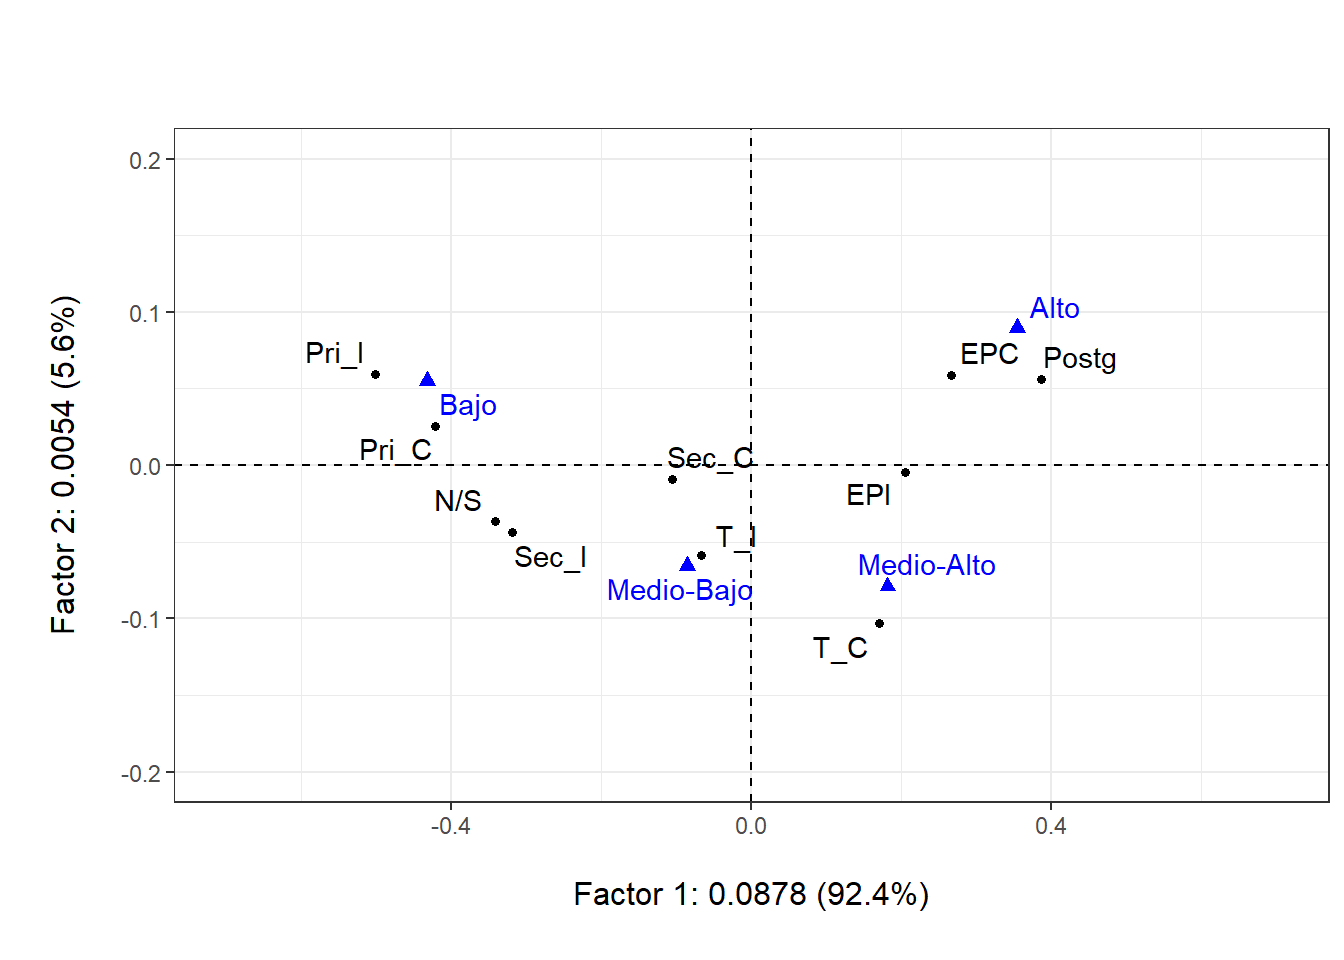 0.2
0.1
0.0
-0.1
-0.2
Factor 2: 0.0054 (5.6%)
Alto
Pri_I
EPC
Postg
Bajo
Pri_C
Sec_C
N/S
EPI
T_I
Sec_I
Medio-Alto
Medio-Bajo
T_C
-0.4
0.0
0.4
Factor 1: 0.0878 (92.4%)